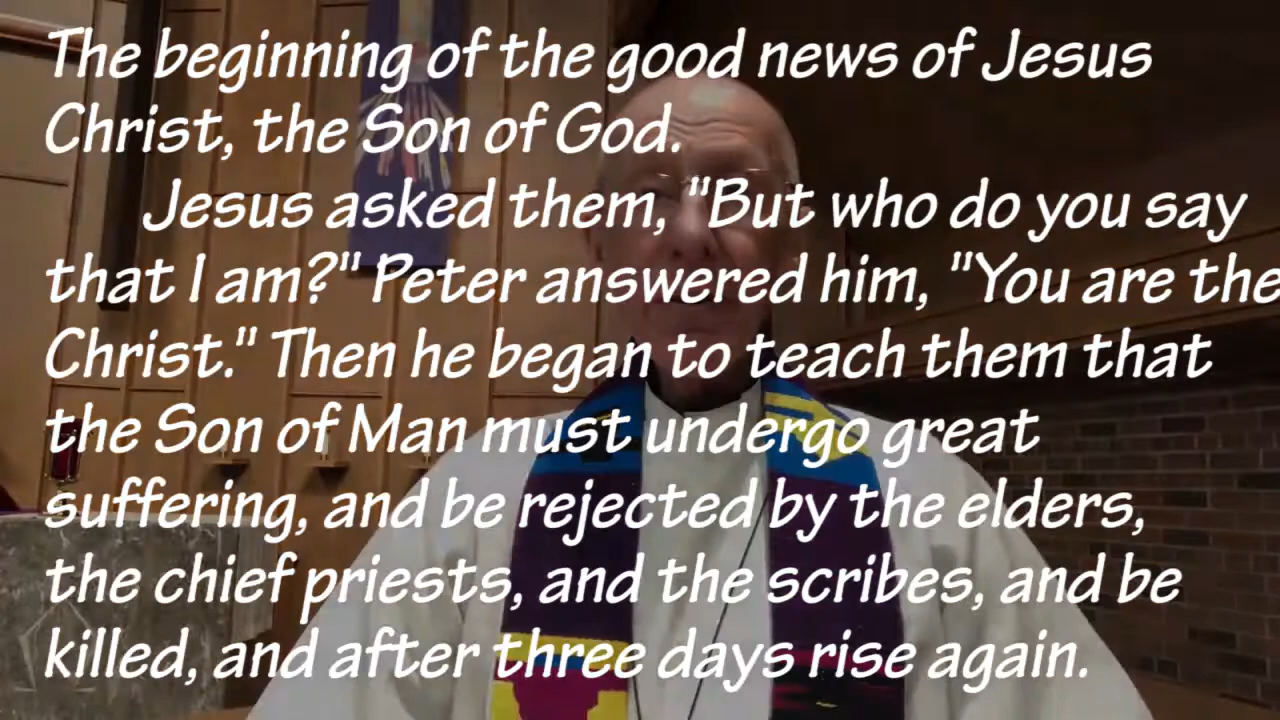 The beginning of the good news of Jesus
Christ, the Son of God.
Jesus asked them, "But who do you say
that I am?" Peter answered him, "You are the
Christ." Then he began to teach them that
the Son of Man must undergo great
suffering, and be rejected by the elders,
the chief priests, and the scribes, and be
killed, and after three days rise again.